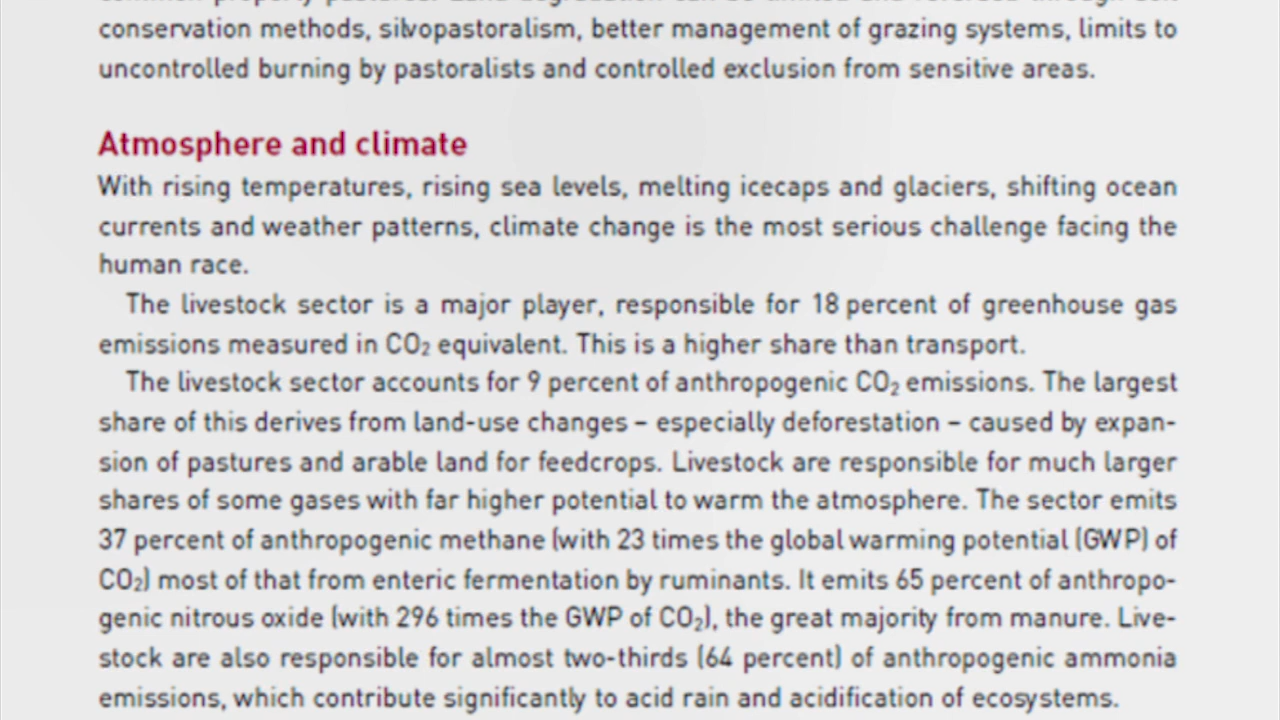 conservation methods, silvopastoralism, better management of grazing systems, limits to
uncontrolled burning by pastoralists and controlled exclusion from sensitive areas.
Atmosphere and climate
With rising temperatures, rising sea levels, melting icecaps and glaciers, shifting ocean
currents and weather patterns, climate change is the most serious challenge facing the
human race.
The livestock sector is a major player, responsible for 18 percent of greenhouse gas
emissions measured in CO₂ equivalent. This is a higher share than transport.
The livestock sector accounts for 9 percent of anthropogenic CO₂ emissions. The largest
share of this derives from land-use changes – especially deforestation – caused by expan-
sion of pastures and arable land for feedcrops. Livestock are responsible for much larger
shares of some gases with far higher potential to warm the atmosphere. The sector emits
37 percent of anthropogenic methane (with 23 times the global warming potential (GWP) of
CO₂) most of that from enteric fermentation by ruminants. It emits 65 percent of anthropo-
genic nitrous oxide (with 296 times the GWP of CO₂), the great majority from manure. Live-
stock are also responsible for almost two-thirds (64 percent) of anthropogenic ammonia
emissions, which contribute significantly to acid rain and acidification of ecosystems.